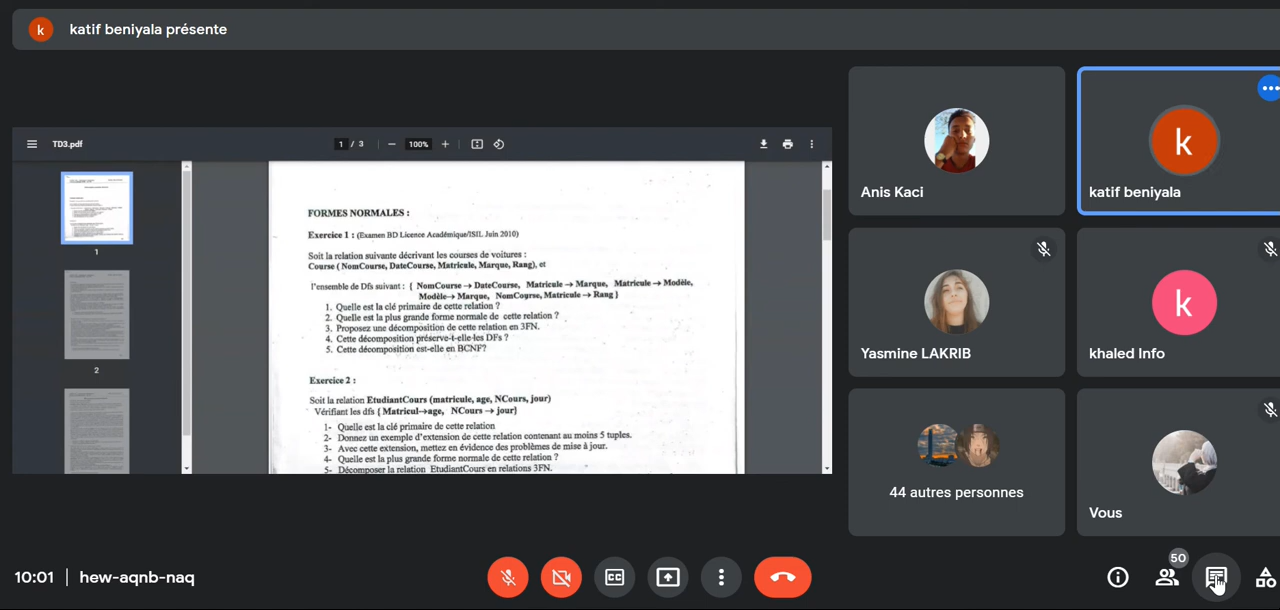 k katif beniyala présente
TD3.pdf 1 / 3 100%
FORMES NORMALES :
Exercice 1 : (Examen BD Licence Académique/ISIL Juin 2010)
Soit la relation suivante décrivant les courses de voitures :
Course ( NomCourse, DateCourse, Matricule, Marque, Rang), et
l'ensemble de Dfs suivant : { NomCourse → DateCourse, Matricule → Marque, Matricule → Modèle,
Modèle→ Marque, NomCourse, Matricule → Rang }
1. Quelle est la clé primaire de cette relation ?
2. Quelle est la plus grande forme normale de cette relation ?
3. Proposez une décomposition de cette relation en 3FN.
4. Cette décomposition préserve-t-elle les DFs ?
5. Cette décomposition est-elle en BCNF?
Exercice 2 :
Soit la relation EtudiantCours (matricule, age, NCours, jour)
Vérifiant les dfs { Matricul→age, NCours → jour}
1- Quelle est la clé primaire de cette relation
2- Donnez un exemple d'extension de cette relation contenant au moins 5 tuples.
3- Avec cette extension, mettez en évidence des problèmes de mise à jour.
4- Quelle est la plus grande forme normale de cette relation ?
5- Décomposer la relation EtudiantCours en relations 3FN.
1
2
Anis Kaci
k
katif beniyala
Yasmine LAKRIB
k
khaled Info
44 autres personnes
Vous
10:01 | hew-aqnb-naq
CC
50